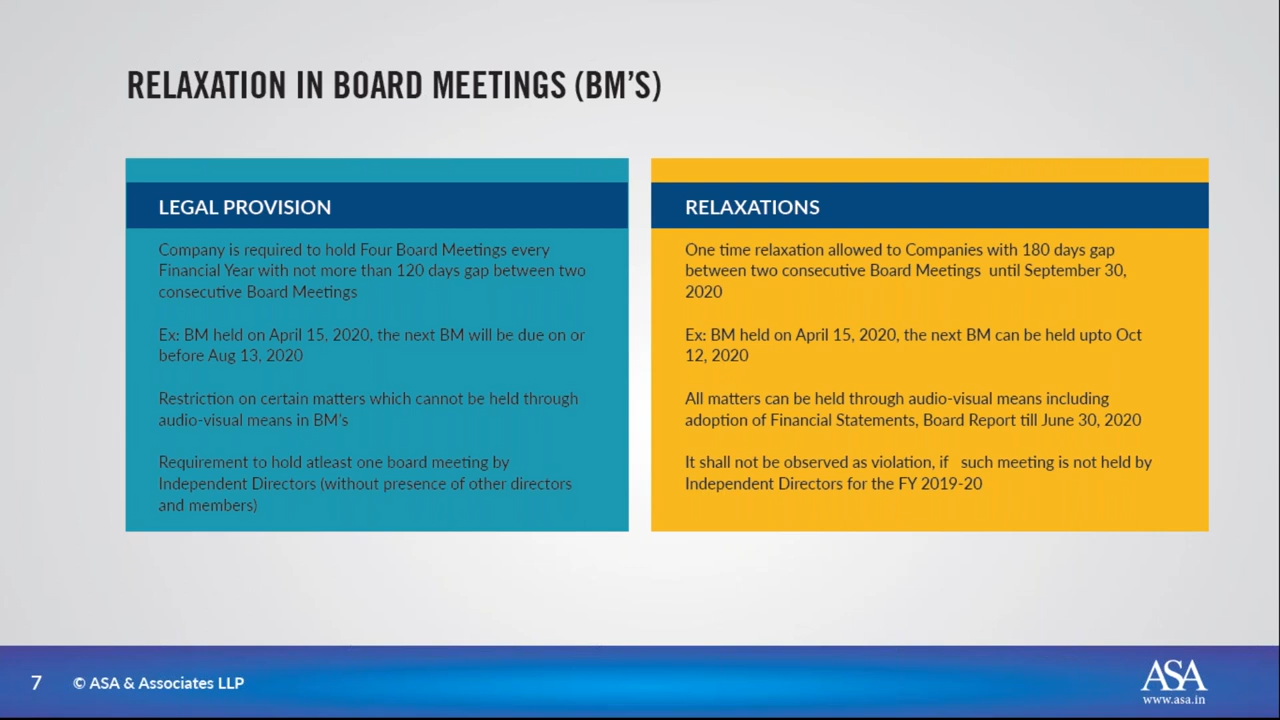 RELAXATION IN BOARD MEETINGS (BM'S)
LEGAL PROVISION
Company is required to hold Four Board Meetings every
Financial Year with not more than 120 days gap between two
consecutive Board Meetings
Ex: BM held on April 15, 2020, the next BM will be due on or
before Aug 13, 2020
Restriction on certain matters which cannot be held through
audio-visual means in BM's
Requirement to hold atleast one board meeting by
Independent Directors (without presence of other directors
and members)
RELAXATIONS
One time relaxation allowed to Companies with 180 days gap
between two consecutive Board Meetings until September 30,
2020
Ex: BM held on April 15, 2020, the next BM can be held upto Oct
12, 2020
All matters can be held through audio-visual means including
adoption of Financial Statements, Board Report till June 30, 2020
It shall not be observed as violation, if such meeting is not held by
Independent Directors for the FY 2019-20
7 © ASA & Associates LLP
ASA
www.asa.in